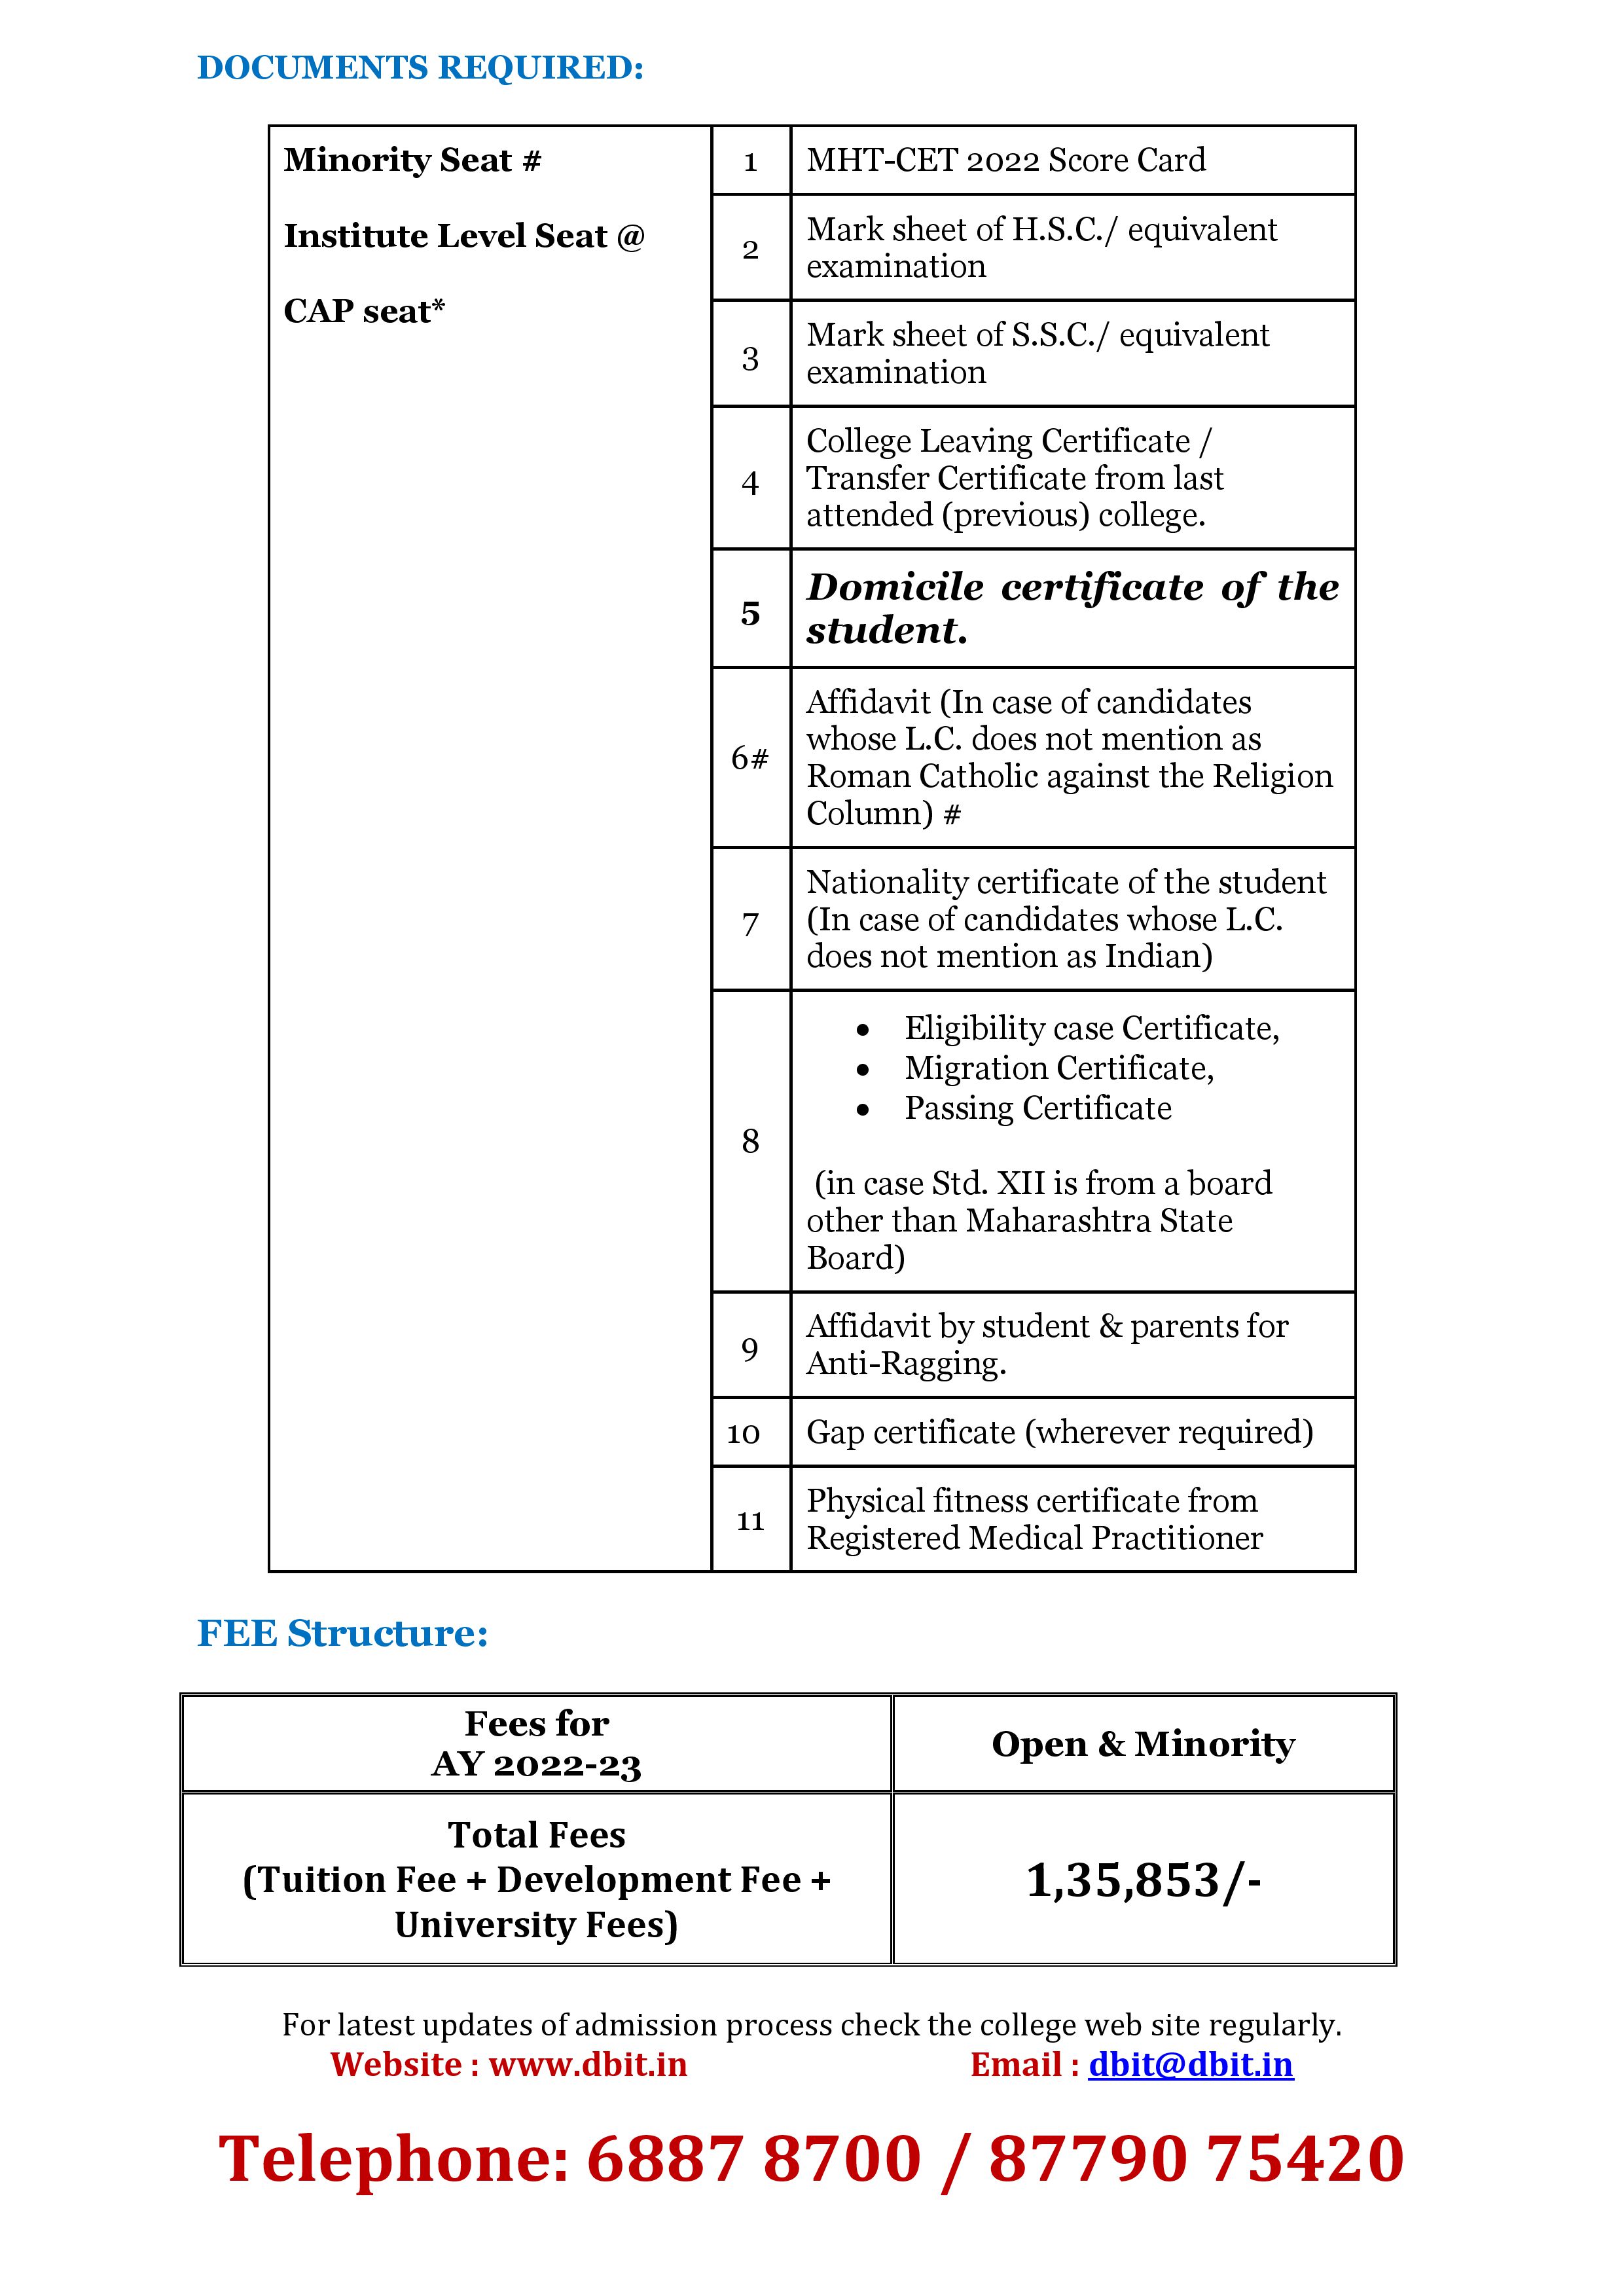 DOCUMENTS REQUIRED:
Minority Seat #
Institute Level Seat @
CAP seat*
1 MHT-CET 2022 Score Card
2 Mark sheet of H.S.C./ equivalent
examination
3 Mark sheet of S.S.C./ equivalent
examination
4 College Leaving Certificate /
Transfer Certificate from last
attended (previous) college.
5 Domicile certificate of the
student.
6# Affidavit (In case of candidates
whose L.C. does not mention as
Roman Catholic against the Religion
Column) #
7 Nationality certificate of the student
(In case of candidates whose L.C.
does not mention as Indian)
8 • Eligibility case Certificate,
• Migration Certificate,
• Passing Certificate
(in case Std. XII is from a board
other than Maharashtra State
Board)
9 Affidavit by student & parents for
Anti-Ragging.
10 Gap certificate (wherever required)
11 Physical fitness certificate from
Registered Medical Practitioner
FEE Structure:
Fees for
AY 2022-23
Open & Minority
Total Fees
(Tuition Fee + Development Fee +
University Fees)
1,35,853/-
For latest updates of admission process check the college web site regularly.
Website : www.dbit.in Email : dbit@dbit.in
Telephone: 6887 8700 / 87790 75420